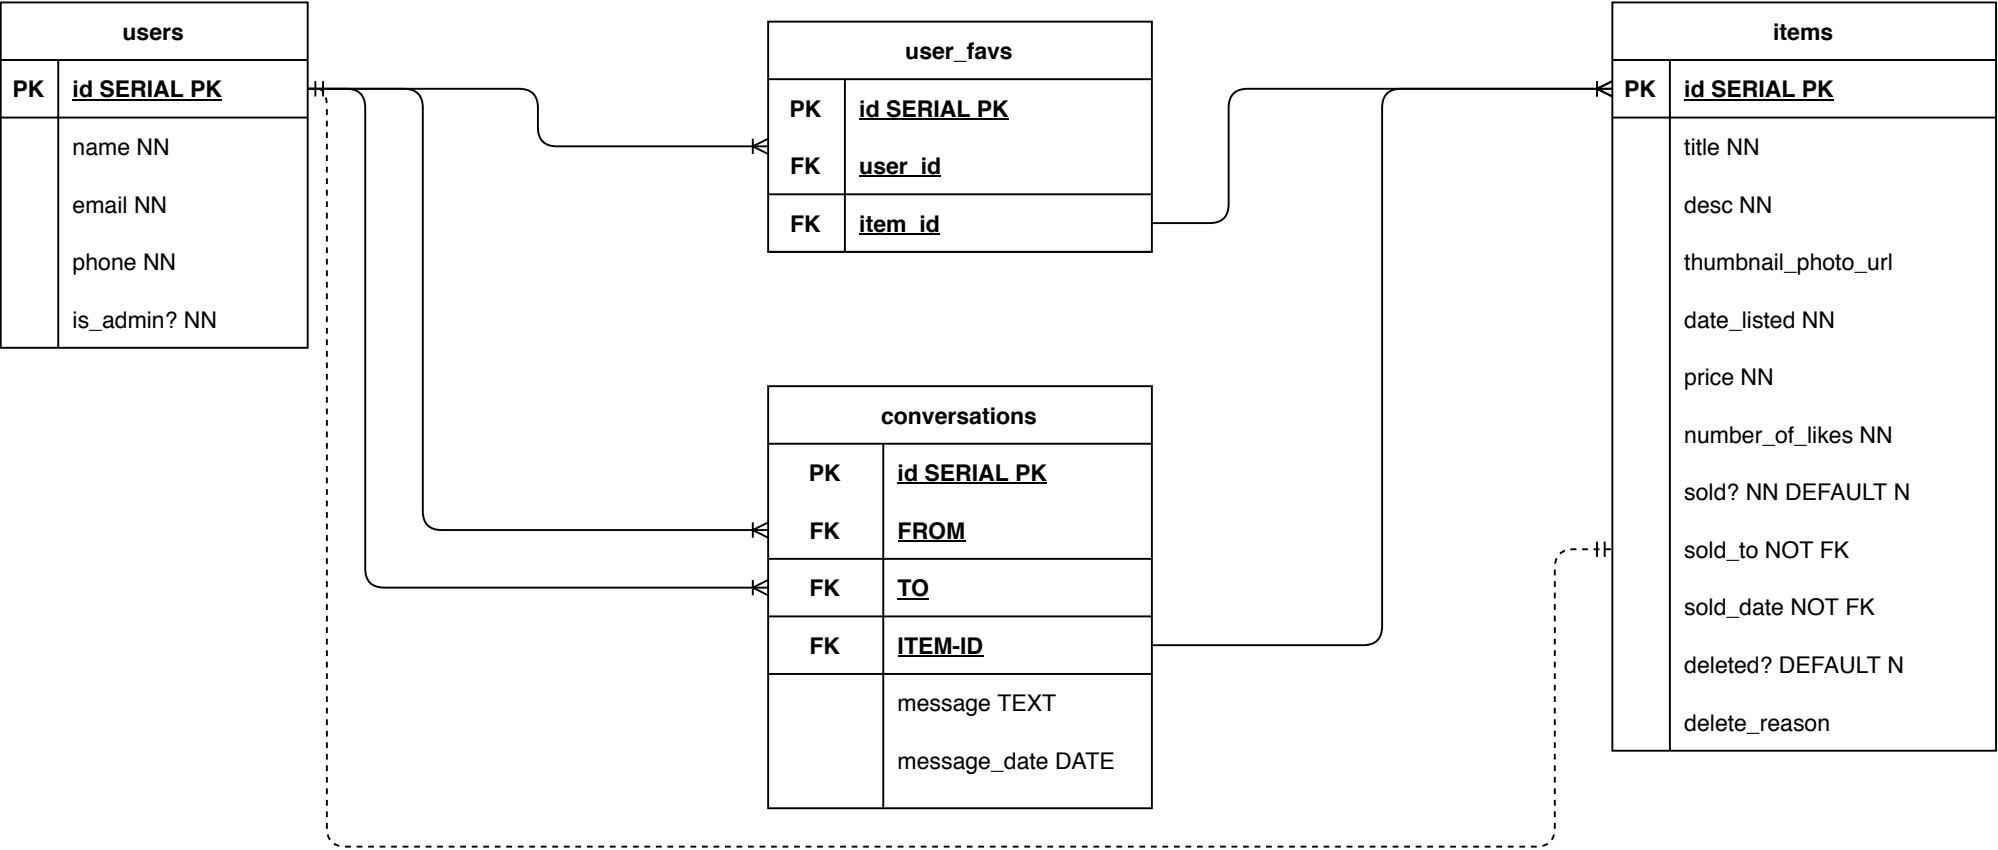 users
PK id SERIAL PK
name NN
email NN
phone NN
is_admin? NN
user_favs
PK id SERIAL PK
FK user_id
FK item_id
conversations
PK id SERIAL PK
FK FROM
FK TO
FK ITEM-ID
message TEXT
message_date DATE
items
PK id SERIAL PK
title NN
desc NN
thumbnail_photo_url
date_listed NN
price NN
number_of_likes NN
sold? NN DEFAULT N
sold_to NOT FK
sold_date NOT FK
deleted? DEFAULT N
delete_reason